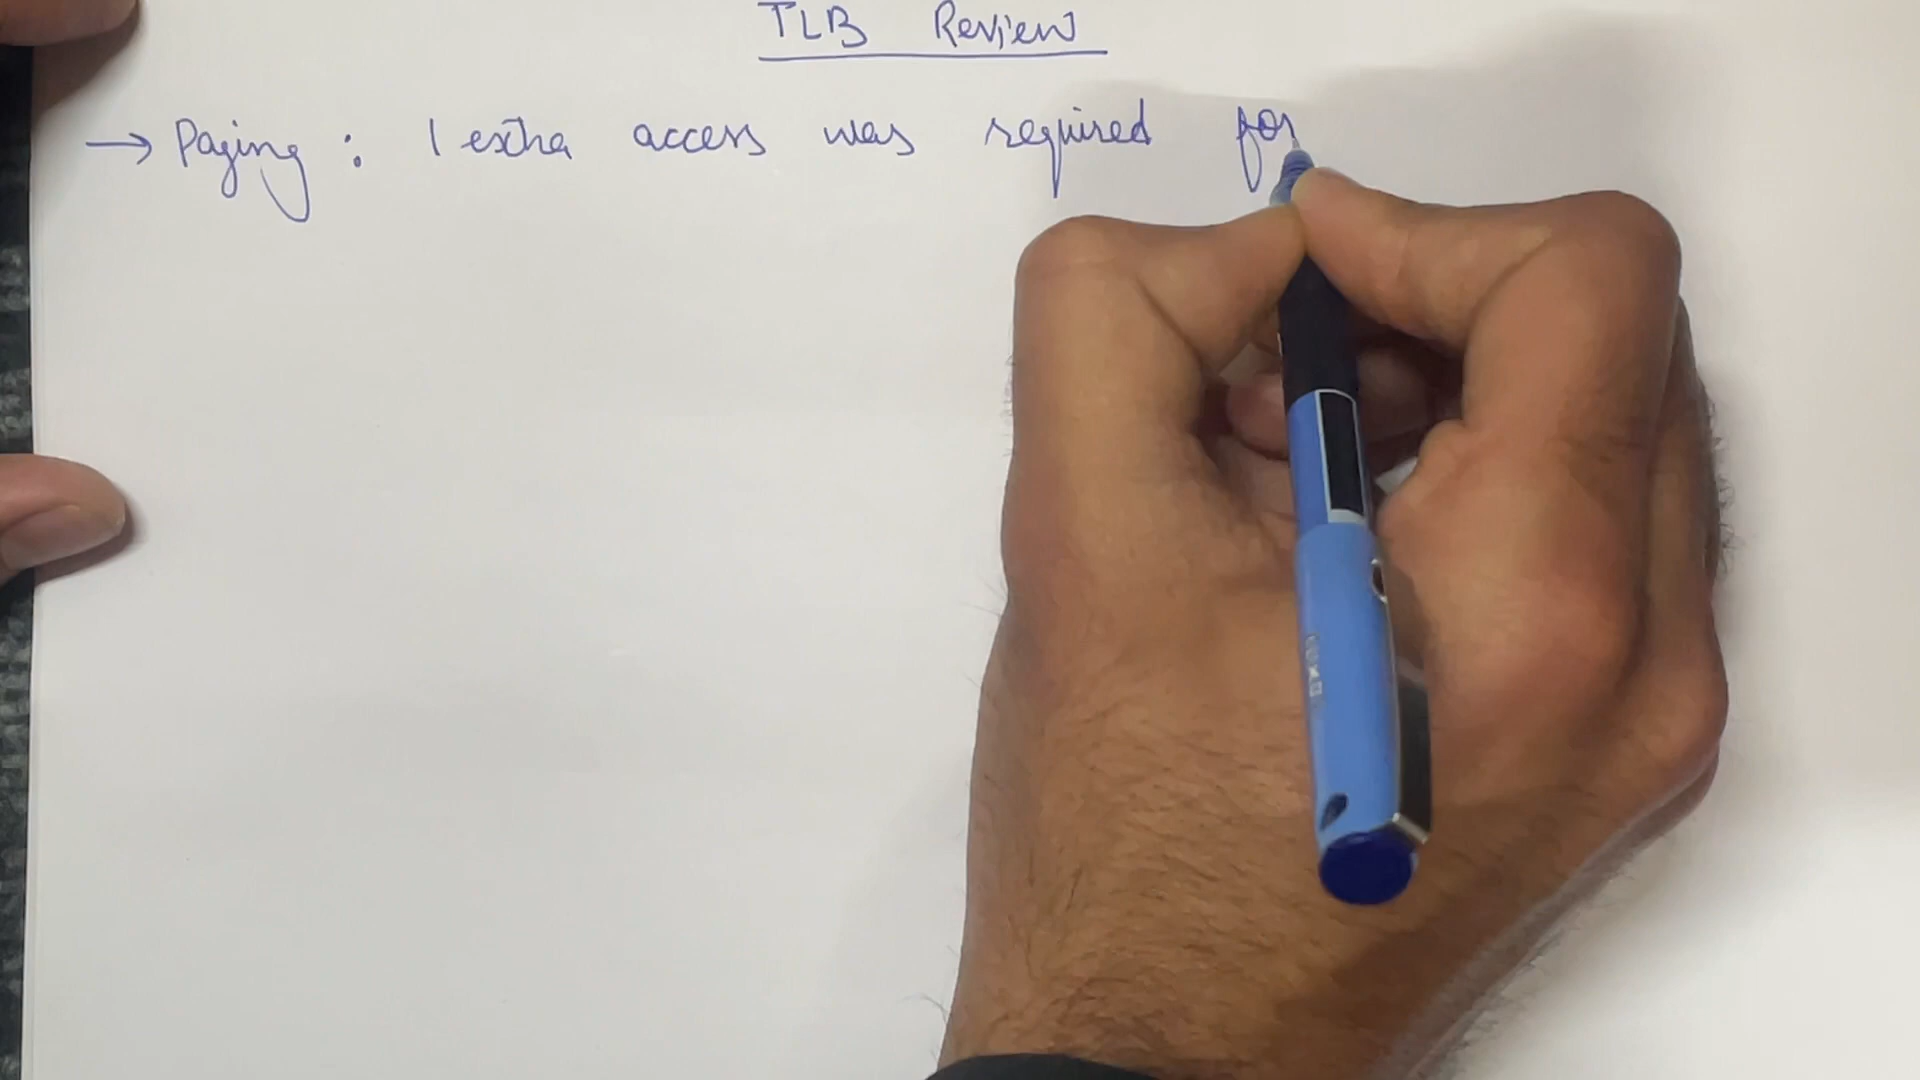 TLB Review
→ Paging : 1 extra access was required for